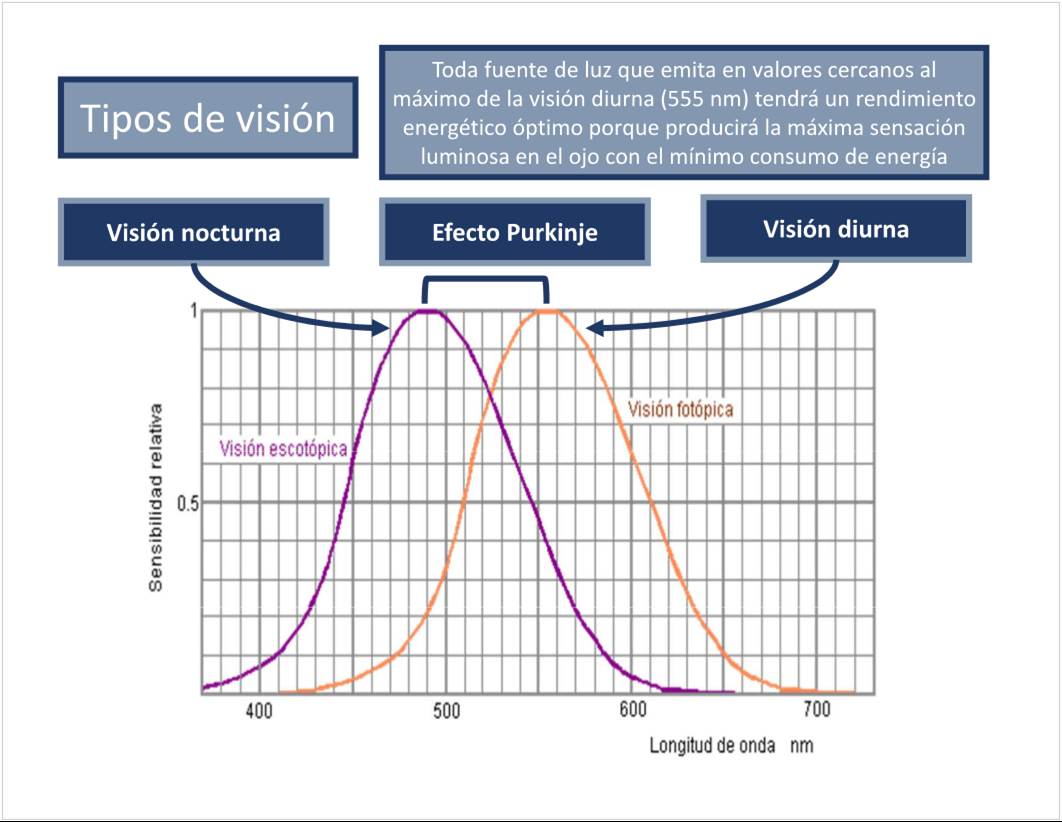 Tipos de visión
Toda fuente de luz que emita en valores cercanos al
máximo de la visión diurna (555 nm) tendrá un rendimiento
energético óptimo porque producirá la máxima sensación
luminosa en el ojo con el mínimo consumo de energía
Visión nocturna
Efecto Purkinje
Visión diurna
1
Visión fotópica
Visión escotópica
Sensibilidad relativa
0.5
400
500
600
700
Longitud de onda nm